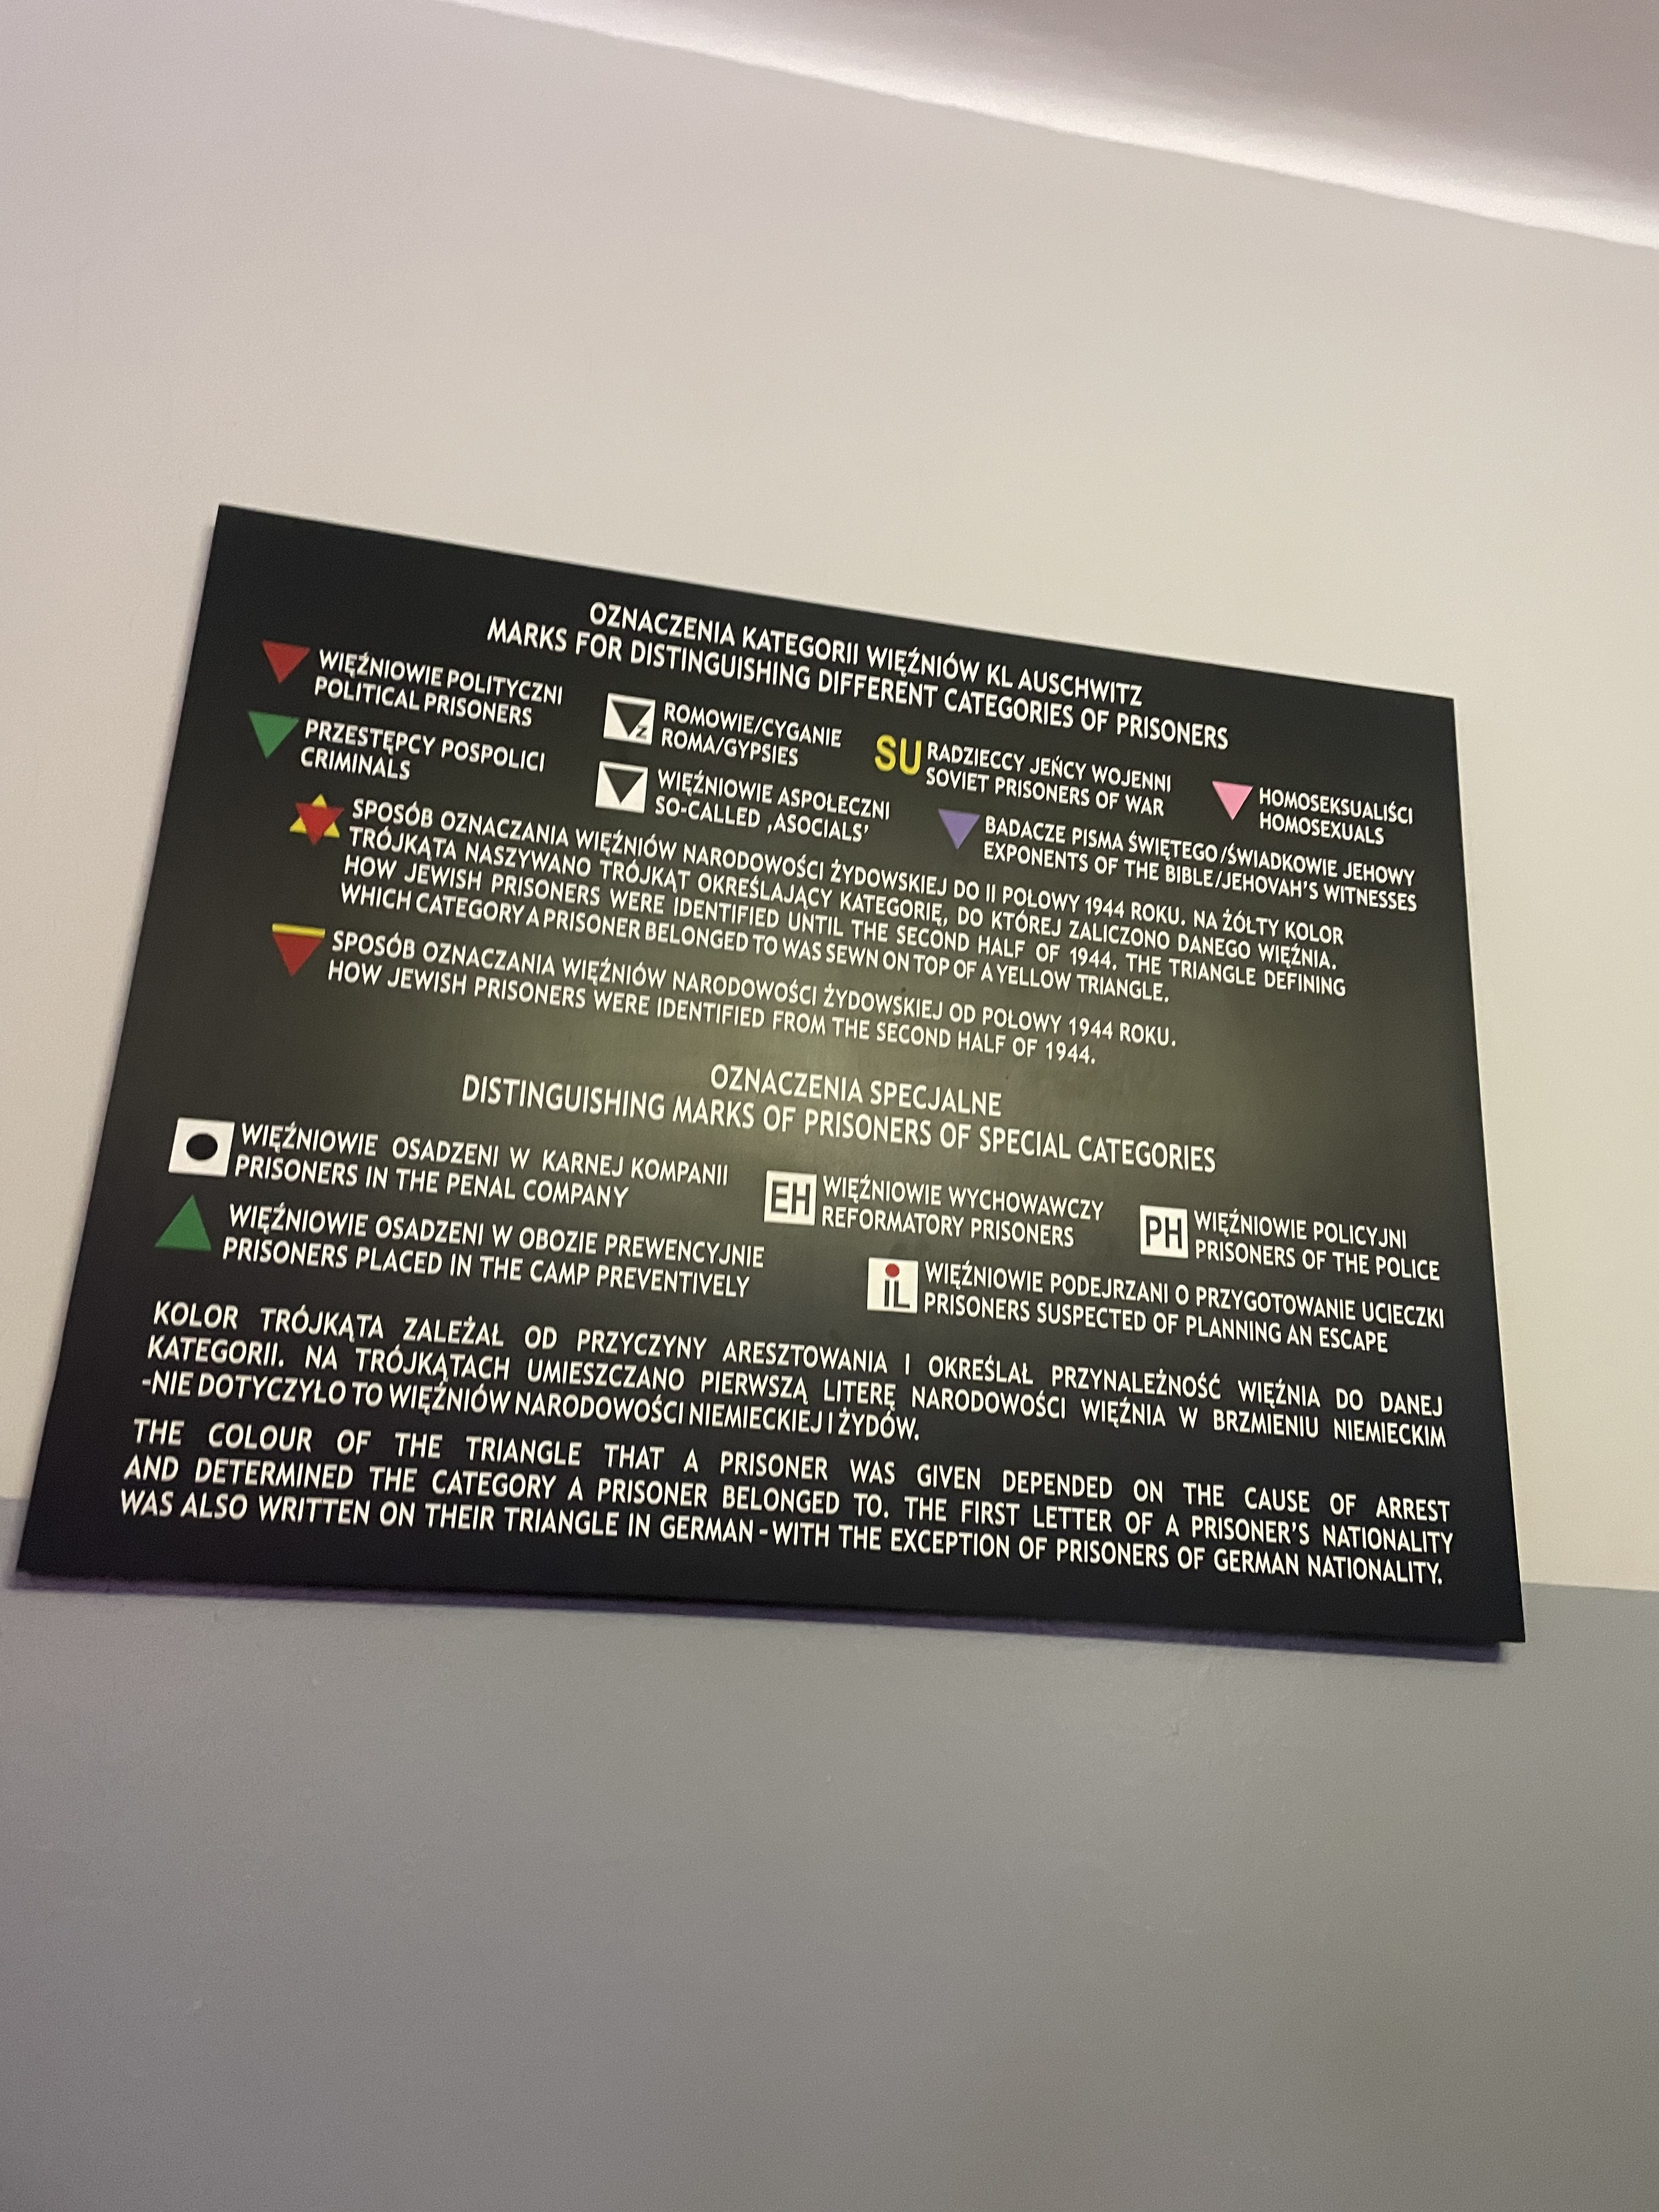 OZNACZENIA KATEGORII WIĘŹNIÓW KL AUSCHWITZ
MARKS FOR DISTINGUISHING DIFFERENT CATEGORIES OF PRISONERS
WIĘŹNIOWIE POLITYCZNI
POLITICAL PRISONERS
PRZESTĘPCY POSPOLICI
CRIMINALS
Z
ROMOWIE/CYGANIE
ROMA/GYPSIES
WIĘŹNIOWIE ASPOŁECZNI
SO-CALLED ‚ASOCIALS’
SU
RADZIECCY JEŃCY WOJENNI
SOVIET PRISONERS OF WAR
HOMOSEKSUALIŚCI
HOMOSEXUALS
BADACZE PISMA ŚWIĘTEGO/ŚWIADKOWIE JEHOWY
EXPONENTS OF THE BIBLE/JEHOVAH'S WITNESSES
SPOSÓB OZNACZANIA WIĘŹNIÓW NARODOWOŚCI ŻYDOWSKIEJ DO II POŁOWY 1944 ROKU. NA ŻÓŁTY KOLOR
TRÓJKĄTA NASZYWANO TRÓJKĄT OKREŚLAJĄCY KATEGORIĘ, DO KTÓREJ ZALICZONO DANEGO WIĘŹNIA.
HOW JEWISH PRISONERS WERE IDENTIFIED UNTIL THE SECOND HALF OF 1944. THE TRIANGLE DEFINING
WHICH CATEGORY A PRISONER BELONGED TO WAS SEWN ON TOP OF A YELLOW TRIANGLE.
SPOSÓB OZNACZANIA WIĘŹNIÓW NARODOWOŚCI ŻYDOWSKIEJ OD POŁOWY 1944 ROKU.
HOW JEWISH PRISONERS WERE IDENTIFIED FROM THE SECOND HALF OF 1944.
OZNACZENIA SPECJALNE
DISTINGUISHING MARKS OF PRISONERS OF SPECIAL CATEGORIES
WIĘŹNIOWIE OSADZENI W KARNEJ KOMPANII
PRISONERS IN THE PENAL COMPANY
EH
WIĘŹNIOWIE WYCHOWAWCZY
REFORMATORY PRISONERS
PH
WIĘŹNIOWIE POLICYJNI
PRISONERS OF THE POLICE
WIĘŹNIOWIE OSADZENI W OBOZIE PREWENCYJNIE
PRISONERS PLACED IN THE CAMP PREVENTIVELY
IL
WIĘŹNIOWIE PODEJRZANI O PRZYGOTOWANIE UCIECZKI
PRISONERS SUSPECTED OF PLANNING AN ESCAPE
KOLOR TRÓJKĄTA ZALEŻAŁ OD PRZYCZYNY ARESZTOWANIA I OKREŚLAŁ PRZYNALEŻNOŚĆ WIĘŹNIA DO DANEJ
KATEGORII. NA TRÓJKĄTACH UMIESZCZANO PIERWSZĄ LITERĘ NARODOWOŚCI WIĘŹNIA W BRZMIENIU NIEMIECKIM
-NIE DOTYCZYŁO TO WIĘŹNIÓW NARODOWOŚCI NIEMIECKIEJ I ŻYDÓW.
THE COLOUR OF THE TRIANGLE THAT A PRISONER WAS GIVEN DEPENDED ON THE CAUSE OF ARREST
AND DETERMINED THE CATEGORY A PRISONER BELONGED TO. THE FIRST LETTER OF A PRISONER'S NATIONALITY
WAS ALSO WRITTEN ON THEIR TRIANGLE IN GERMAN - WITH THE EXCEPTION OF PRISONERS OF GERMAN NATIONALITY.